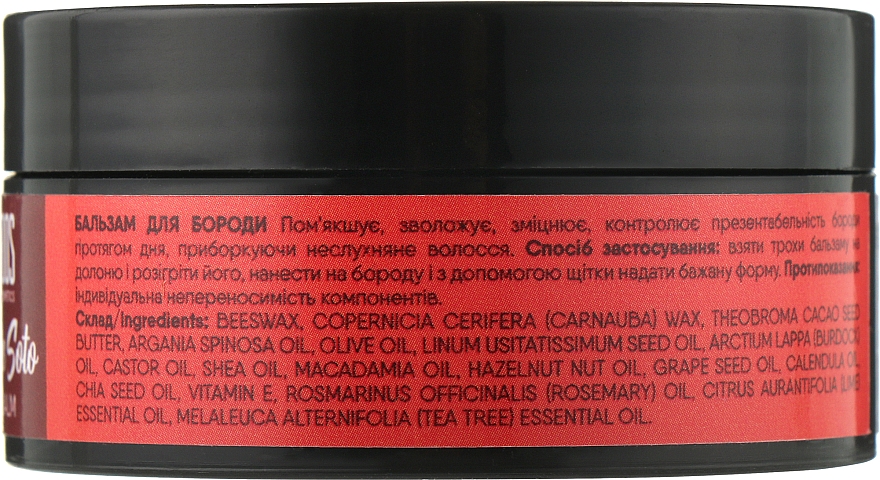 БАЛЬЗАМ ДЛЯ БОРОДИ Пом'якшує, зволожує, зміцнює, контролює презентабельність бороди
протягом дня, приборкуючи неслухняне волосся. Спосіб застосування: взяти трохи бальзаму на
долоню і розігріти його, нанести на бороду і з допомогою щітки надати бажану форму. Протипоказання:
індивідуальна непереносимість компонентів.
Склад/Ingredients: BEESWAX, COPERNICIA CERIFERA (CARNAUBA) WAX, THEOBROMA CACAO SEED
BUTTER, ARGANIA SPINOSA OIL, OLIVE OIL, LINUM USITATISSIMUM SEED OIL, ARCTIUM LAPPA (BURDOCK)
OIL, CASTOR OIL, SHEA OIL, MACADAMIA OIL, HAZELNUT NUT OIL, GRAPE SEED OIL, CALENDULA OIL,
CHIA SEED OIL, VITAMIN E, ROSMARINUS OFFICINALIS (ROSEMARY) OIL, CITRUS AURANTIFOLIA (LIME)
ESSENTIAL OIL, MELALEUCA ALTERNIFOLIA (TEA TREE) ESSENTIAL OIL.
Soto